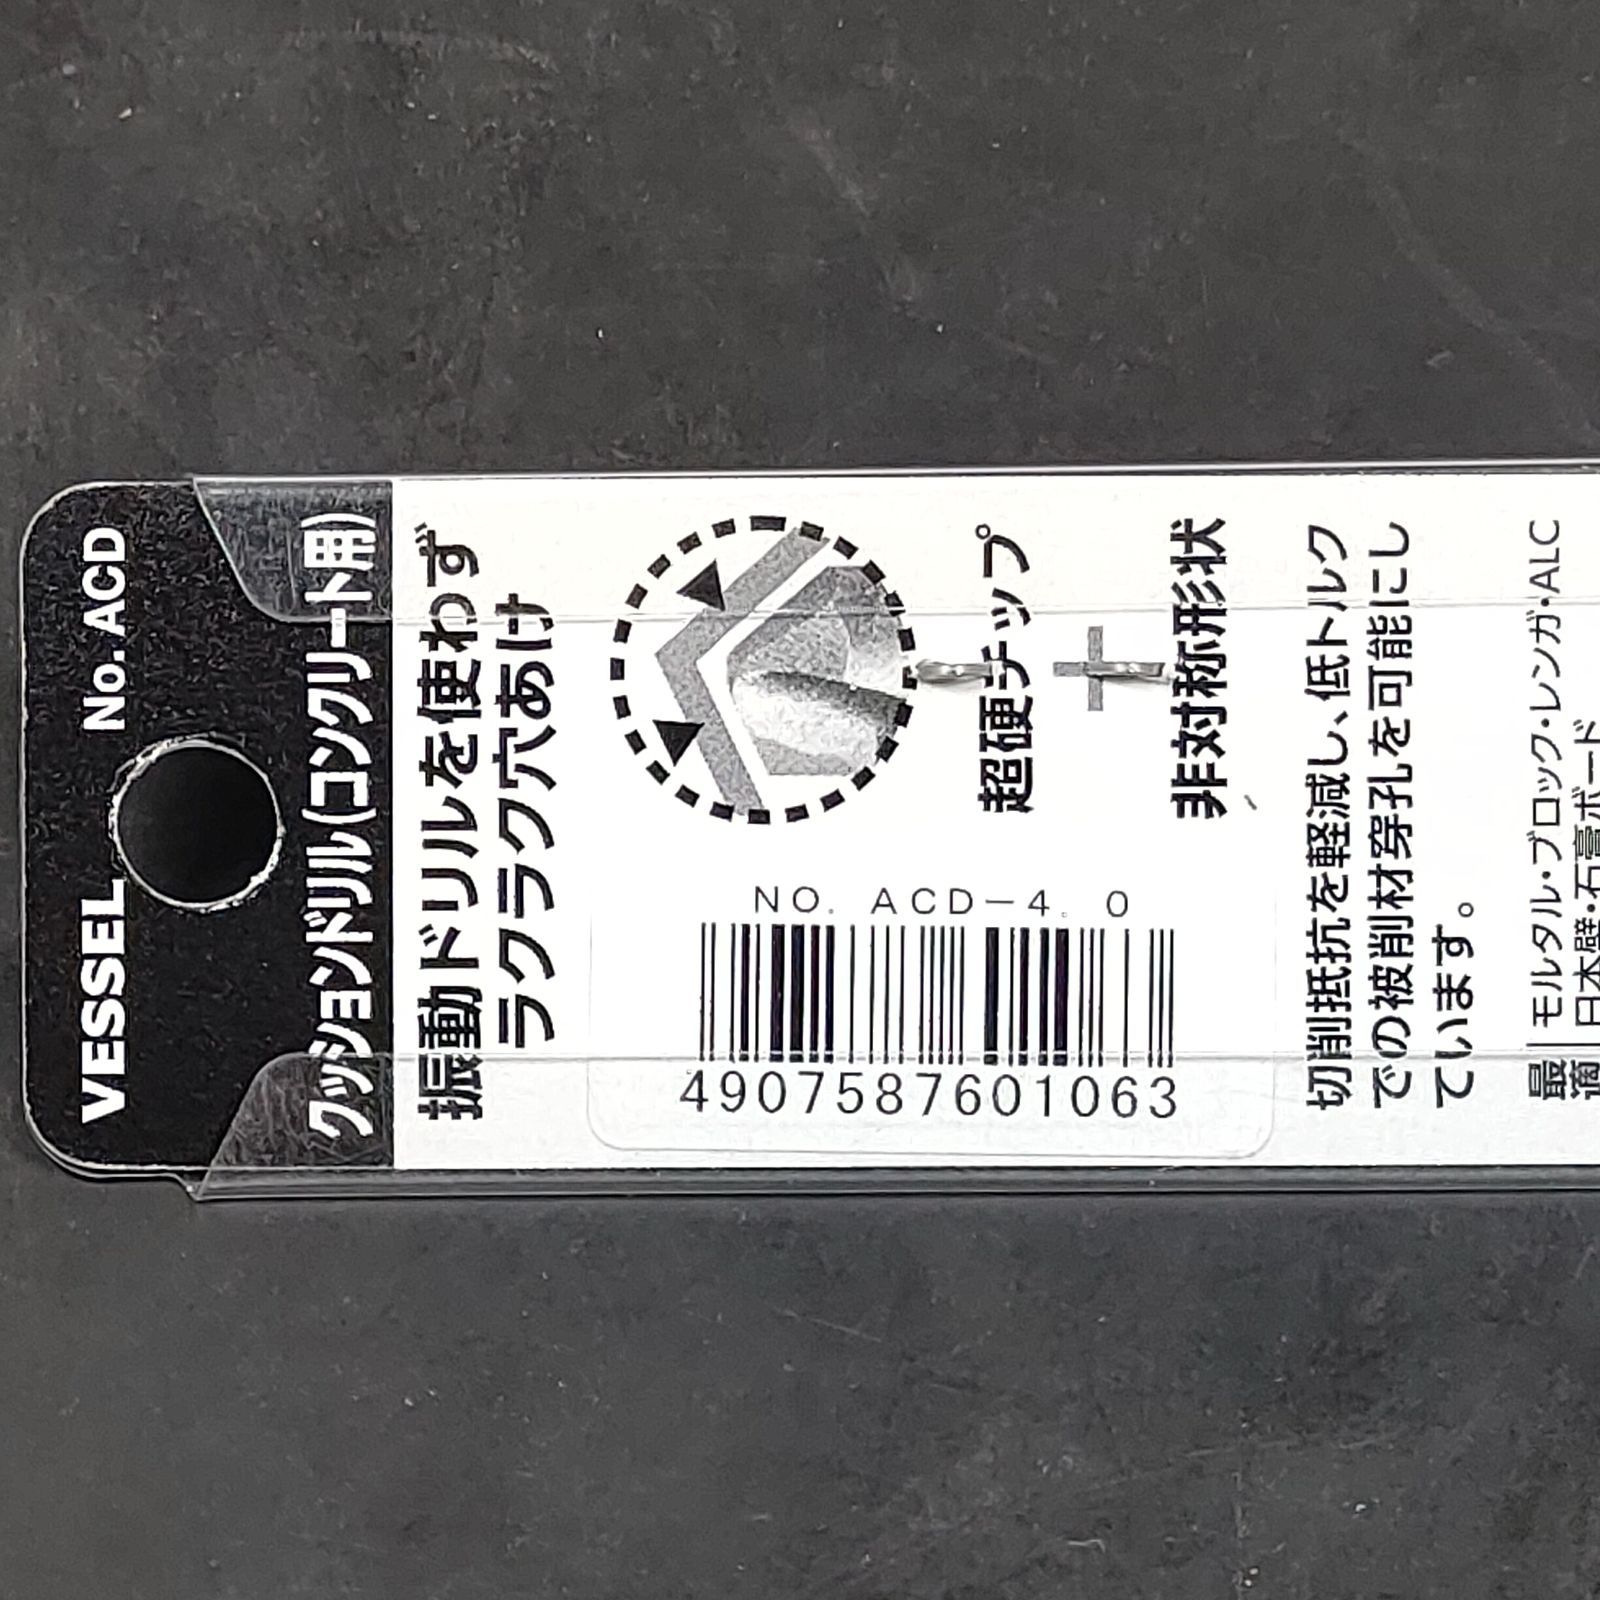 VESSEL No. ACD
クッションドリル(コンクリート用)
振動ドリルを使わず
ラクラク穴あけ
超硬チップ
+
非対称形状
NO. ACD-4.0
4907587601063
切削抵抗を軽減し、低トルク
での被削材穿孔を可能にし
ています。
最適
モルタル・ブロック・レンガ・ALC
日本壁・石膏ボード